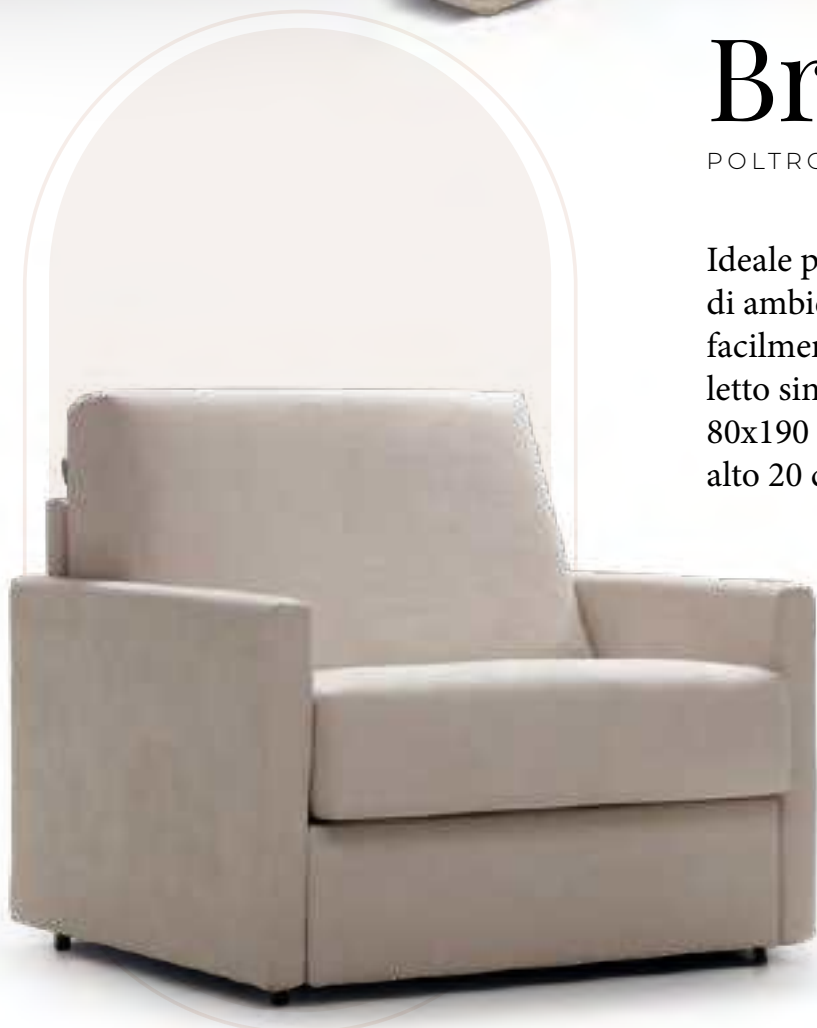 Br
POLTRO
Ideale p
di ambie
facilmen
letto sin
80x190
alto 20 c